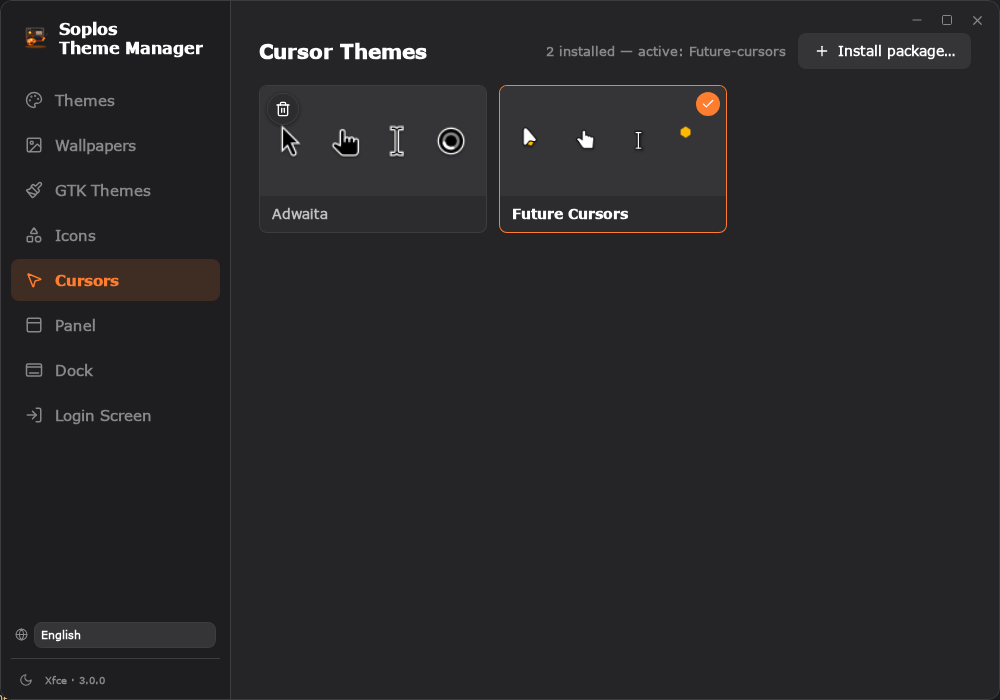 Soplos
Theme Manager
Themes
Wallpapers
GTK Themes
Icons
Cursors
Panel
Dock
Login Screen
English
Xfce · 3.0.0
Cursor Themes
2 installed — active: Future-cursors
Install package...
Adwaita
Future Cursors